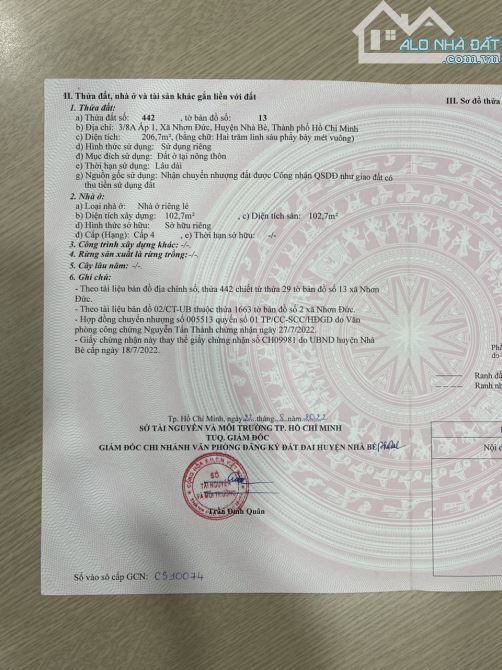 ALO NHÀ ĐẤT
II. Thửa đất, nhà ở và tài sản khác gắn liền với đất
III. Sơ đồ thửa
1. Thửa đất:
a) Thửa đất số: 442 , tờ bản đồ số: 13
b) Địa chỉ: 3/8A Ấp 1, Xã Nhơn Đức, Huyện Nhà Bè, Thành phố Hồ Chí Minh
c) Diện tích: 206,7m², (bằng chữ: Hai trăm linh sáu phẩy bảy mét vuông)
d) Hình thức sử dụng: Sử dụng riêng
đ) Mục đích sử dụng: Đất ở tại nông thôn
e) Thời hạn sử dụng: Lâu dài
g) Nguồn gốc sử dụng: Nhận chuyển nhượng đất được Công nhận QSDĐ như giao đất có
thu tiền sử dụng đất
2. Nhà ở:
a) Loại nhà ở: Nhà ở riêng lẻ
b) Diện tích xây dựng: 102,7m² , c) Diện tích sàn: 102,7m²
d) Hình thức sở hữu: Sở hữu riêng
đ) Cấp (Hạng): Cấp 4 , e) Thời hạn sở hữu: -/-
3. Công trình xây dựng khác: -/-
4. Rừng sản xuất là rừng trồng: -/-
5. Cây lâu năm: -/-
6. Ghi chú:
- Theo tài liệu bản đồ địa chính số, thửa 442 chiết từ thửa 29 tờ bản đồ số 13 xã Nhơn
Đức.
- Theo tài liệu bản đồ 02/CT-UB thuộc thửa 1663 tờ bản đồ số 2 xã Nhơn Đức.
- Hợp đồng chuyển nhượng số 005513 quyển số 01 TP/CC-SCC/HĐGD do Văn
phòng công chứng Nguyễn Tấn Thành chứng nhận ngày 27/7/2022.
- Giấy chứng nhận này thay thế giấy chứng nhận số CH09981 do UBND huyện Nhà
Bè cấp ngày 18/7/2022.
Ranh đất
Ranh
Tp. Hồ Chí Minh, ngày tháng 8 năm 2022
SỞ TÀI NGUYÊN VÀ MÔI TRƯỜNG TP. HỒ CHÍ MINH
TUQ. GIÁM ĐỐC
GIÁM ĐỐC CHI NHÁNH VĂN PHÒNG ĐĂNG KÝ ĐẤT ĐAI HUYỆN NHÀ BÈ
Nội
SỞ
TÀI NGUYÊN
VÀ MÔI TRƯỜNG
Trần Đình Quân
Số vào sổ cấp GCN: CS10074